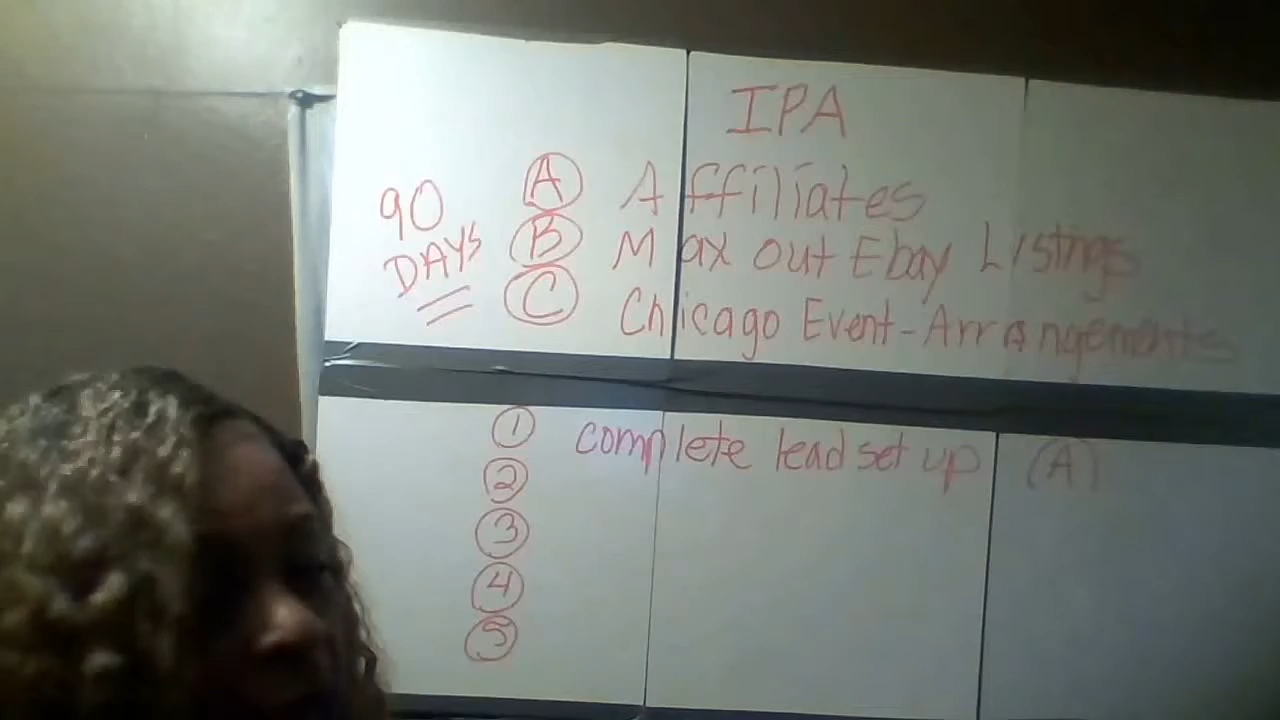 IPA
90 DAYS
A Affiliates
B Max out Ebay Listings
C Chicago Event-Arrangements
1 complete lead set up (A)
2
3
4
5